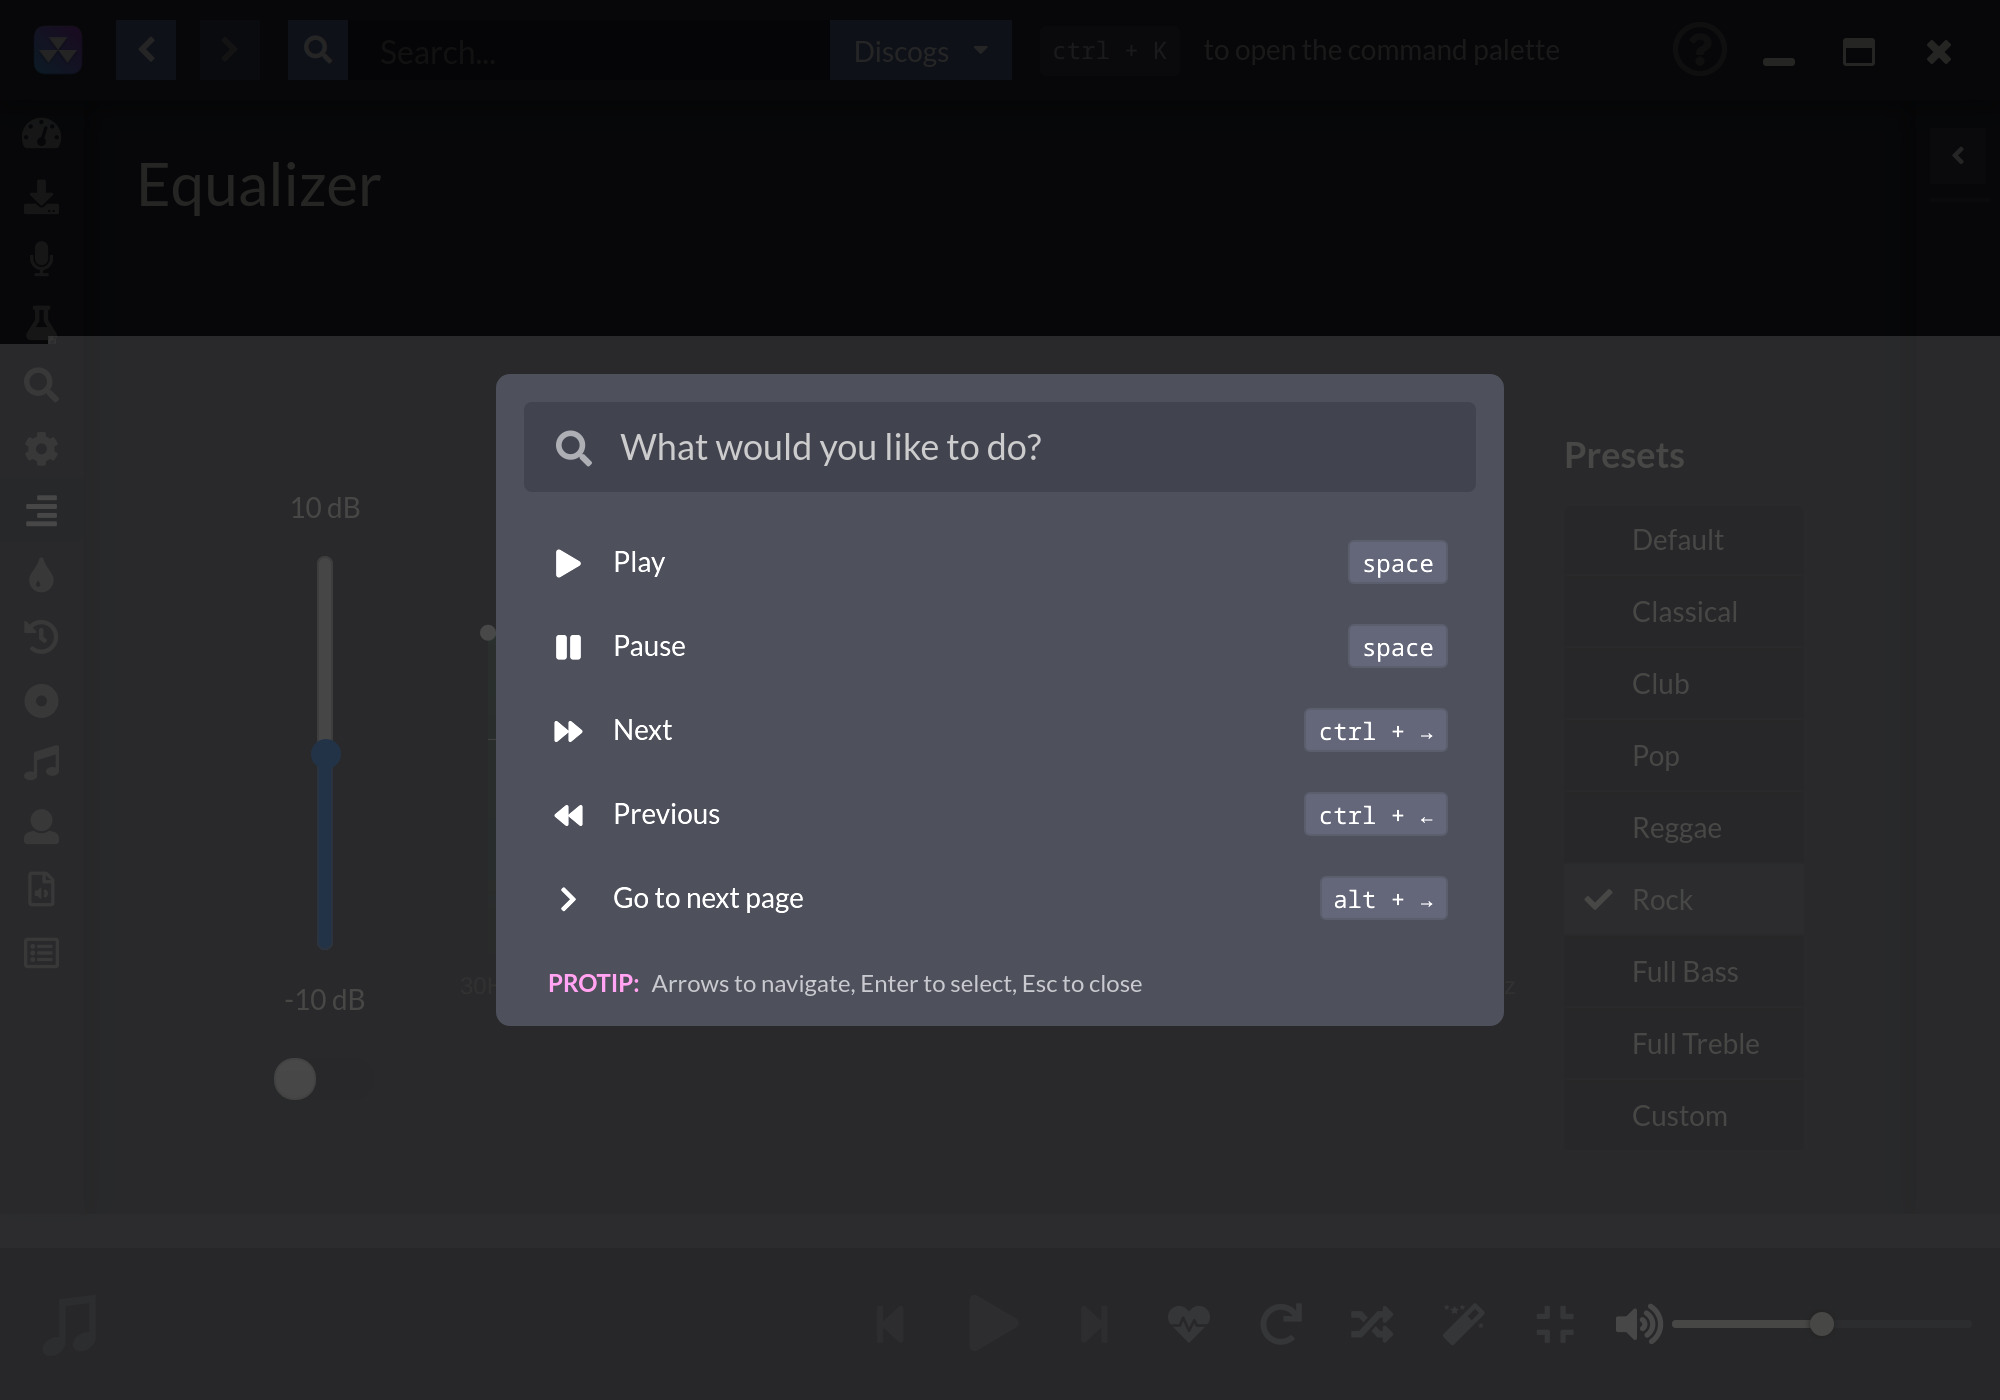 Search...
Discogs
ctrl + K to open the command palette
Equalizer
What would you like to do?
Play space
Pause space
Next ctrl + →
Previous ctrl + ←
Go to next page alt + →
PROTIP: Arrows to navigate, Enter to select, Esc to close
10 dB
-10 dB
Presets
Default
Classical
Club
Pop
Reggae
Rock
Full Bass
Full Treble
Custom